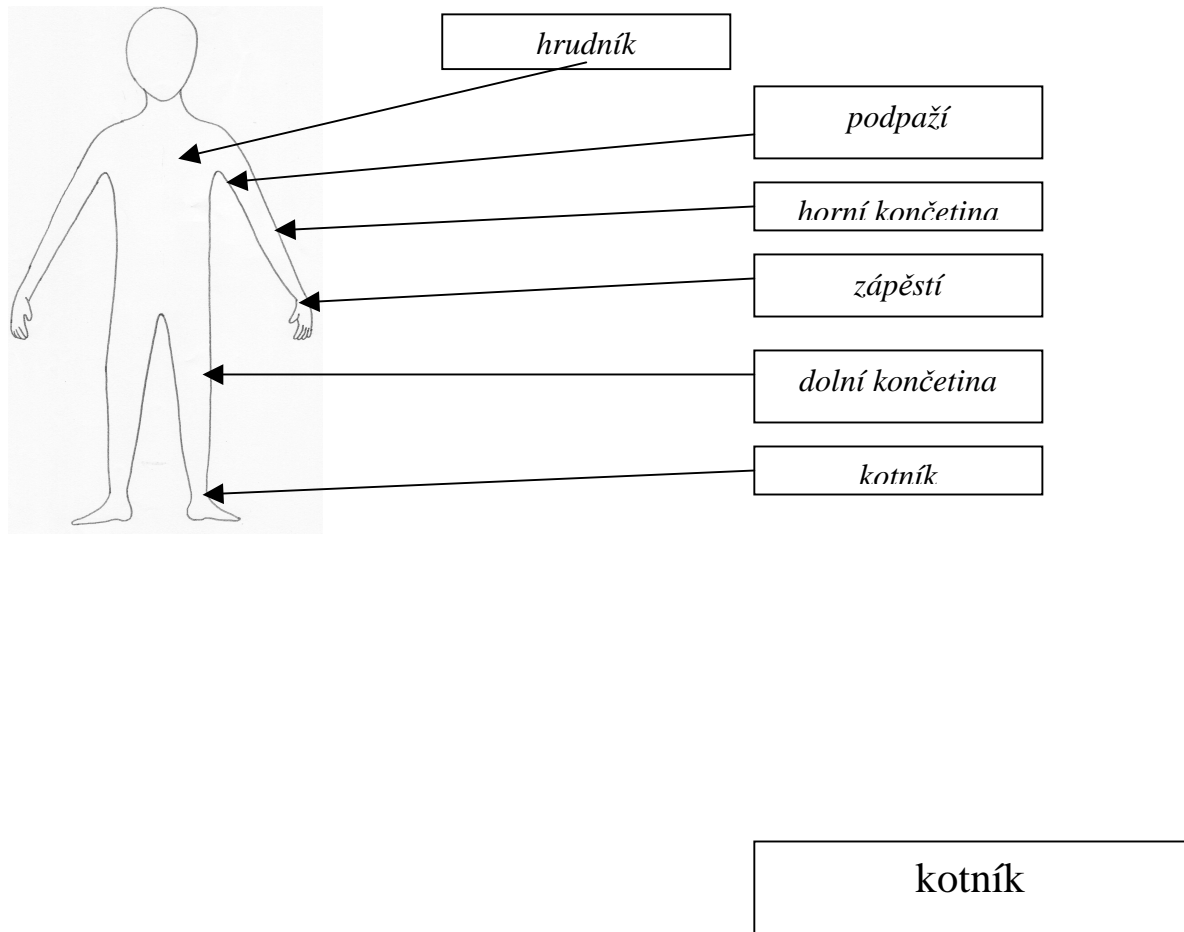 hrudník
podpaží
horní končetina
zápěstí
dolní končetina
kotník
kotník